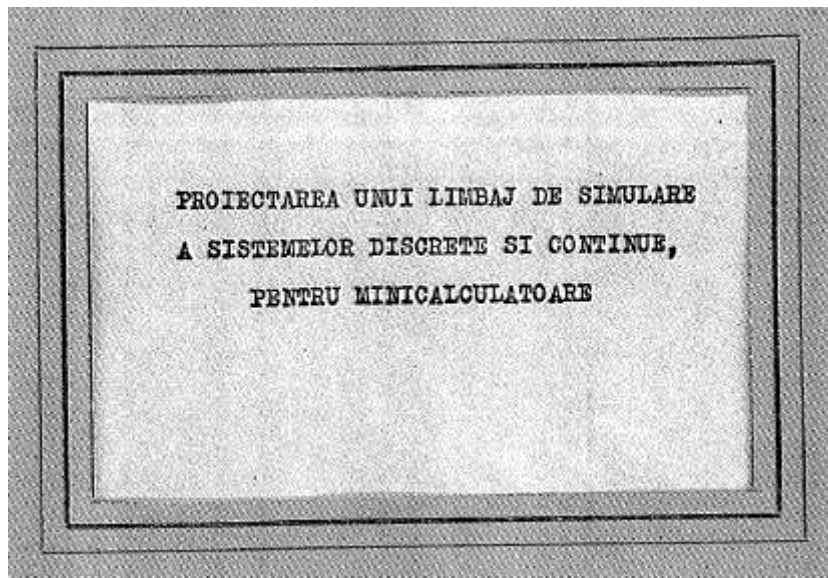 PROIECTAREA UNUI LIMBAJ DE SIMULARE
A SISTEMELOR DISCRETE SI CONTINUE,
PENTRU MINICALCULATOARE